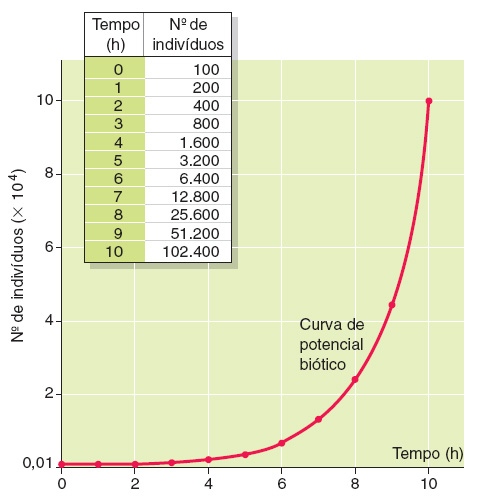 Tempo Nº de
(h) indivíduos
0 100
1 200
2 400
3 800
4 1.600
5 3.200
6 6.400
7 12.800
8 25.600
9 51.200
10 102.400
Nº de indivíduos (× 10⁴)
10
8
6
4
2
0,01
Curva de
potencial
biótico
Tempo (h)
0 2 4 6 8 10